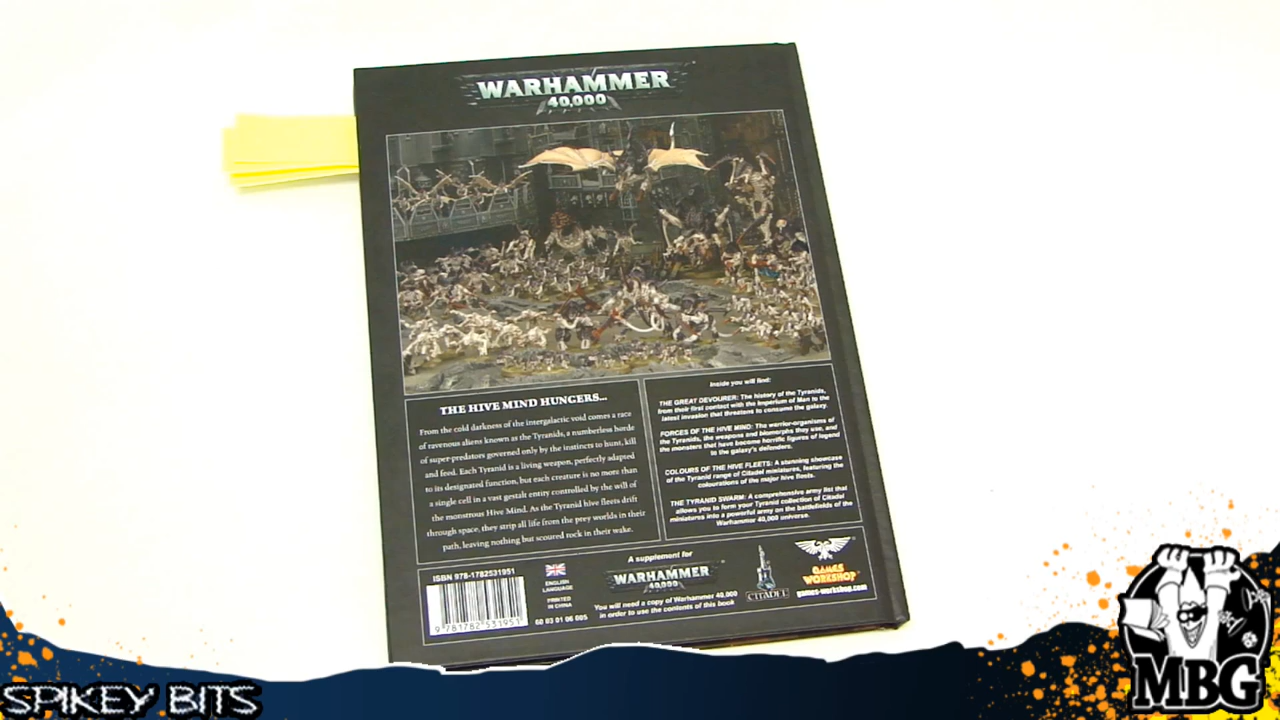 WARHAMMER
40,000
THE HIVE MIND HUNGERS...
From the cold darkness of the intergalactic void comes a race
of ravenous aliens known as the Tyranids, a numberless horde
of super-predators governed only by the instincts to hunt, kill
and feed. Each Tyranid is a living weapon, perfectly adapted
to its designated function, but each creature is no more than
a single cell in a vast gestalt entity controlled by the will of
the monstrous Hive Mind. As the Tyranid hive fleets drift
through space, they strip all life from the prey worlds in their
path, leaving nothing but scoured rock in their wake.
Inside you will find:
THE GREAT DEVOURER: The history of the Tyranids,
from their first contact with the Imperium of Man to the
latest invasion that threatens to consume the galaxy.
FORCES OF THE HIVE MIND: The warrior-organisms of
the Tyranids, the weapons and biomorphs they use, and
the monsters that have become horrific figures of legend
to the galaxy's defenders.
COLOURS OF THE HIVE FLEETS: A stunning showcase
of the Tyranid range of Citadel miniatures, featuring the
colourations of the major hive fleets.
THE TYRANID SWARM: A comprehensive army list that
allows you to form your Tyranid collection of Citadel
miniatures into a powerful army on the battlefields of the
Warhammer 40,000 universe.
ISBN 978-1782531951
9 781782 531951
ENGLISH
LANGUAGE
PRINTED
IN CHINA
60 03 01 06 005
A supplement for
WARHAMMER
40,000
You will need a copy of Warhammer 40,000
in order to use the contents of this book
CITADEL
GAMES
WORKSHOP
games-workshop.com
SPIKEY BITS
MBG